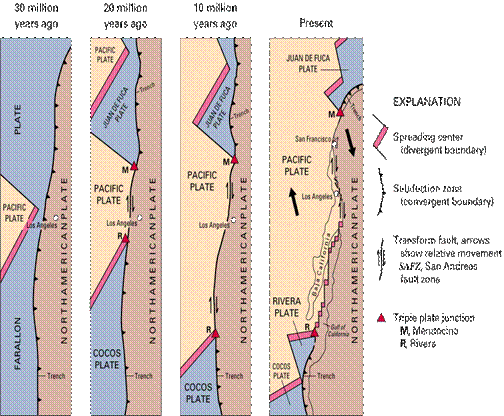 30 million
years ago
20 million
years ago
10 million
years ago
Present
PLATE
PACIFIC
PLATE
Los Angeles
NORTH AMERICAN PLATE
FARALLON
Trench
PACIFIC
PLATE
JUAN DE FUCA
PLATE
Trench
M
PACIFIC
PLATE
Los Angeles
R
NORTH AMERICAN PLATE
COCOS
PLATE
Trench
PACIFIC
PLATE
JUAN DE FUCA
PLATE
Trench
M
PACIFIC
PLATE
Los Angeles
NORTH AMERICAN PLATE
R
COCOS
PLATE
Trench
JUAN DE FUCA
PLATE
Trench
M
San Francisco
PACIFIC
PLATE
Los Angeles
NORTH AMERICAN PLATE
Baja California
RIVERA
PLATE
R
Gulf of
California
COCOS
PLATE
Trench
EXPLANATION
Spreading center
(divergent boundary)
Subduction zone
(convergent boundary)
Transform fault, arrows
show relative movement
SAFZ, San Andreas
fault zone
Triple plate junction
M, Mendocino
R, Rivera